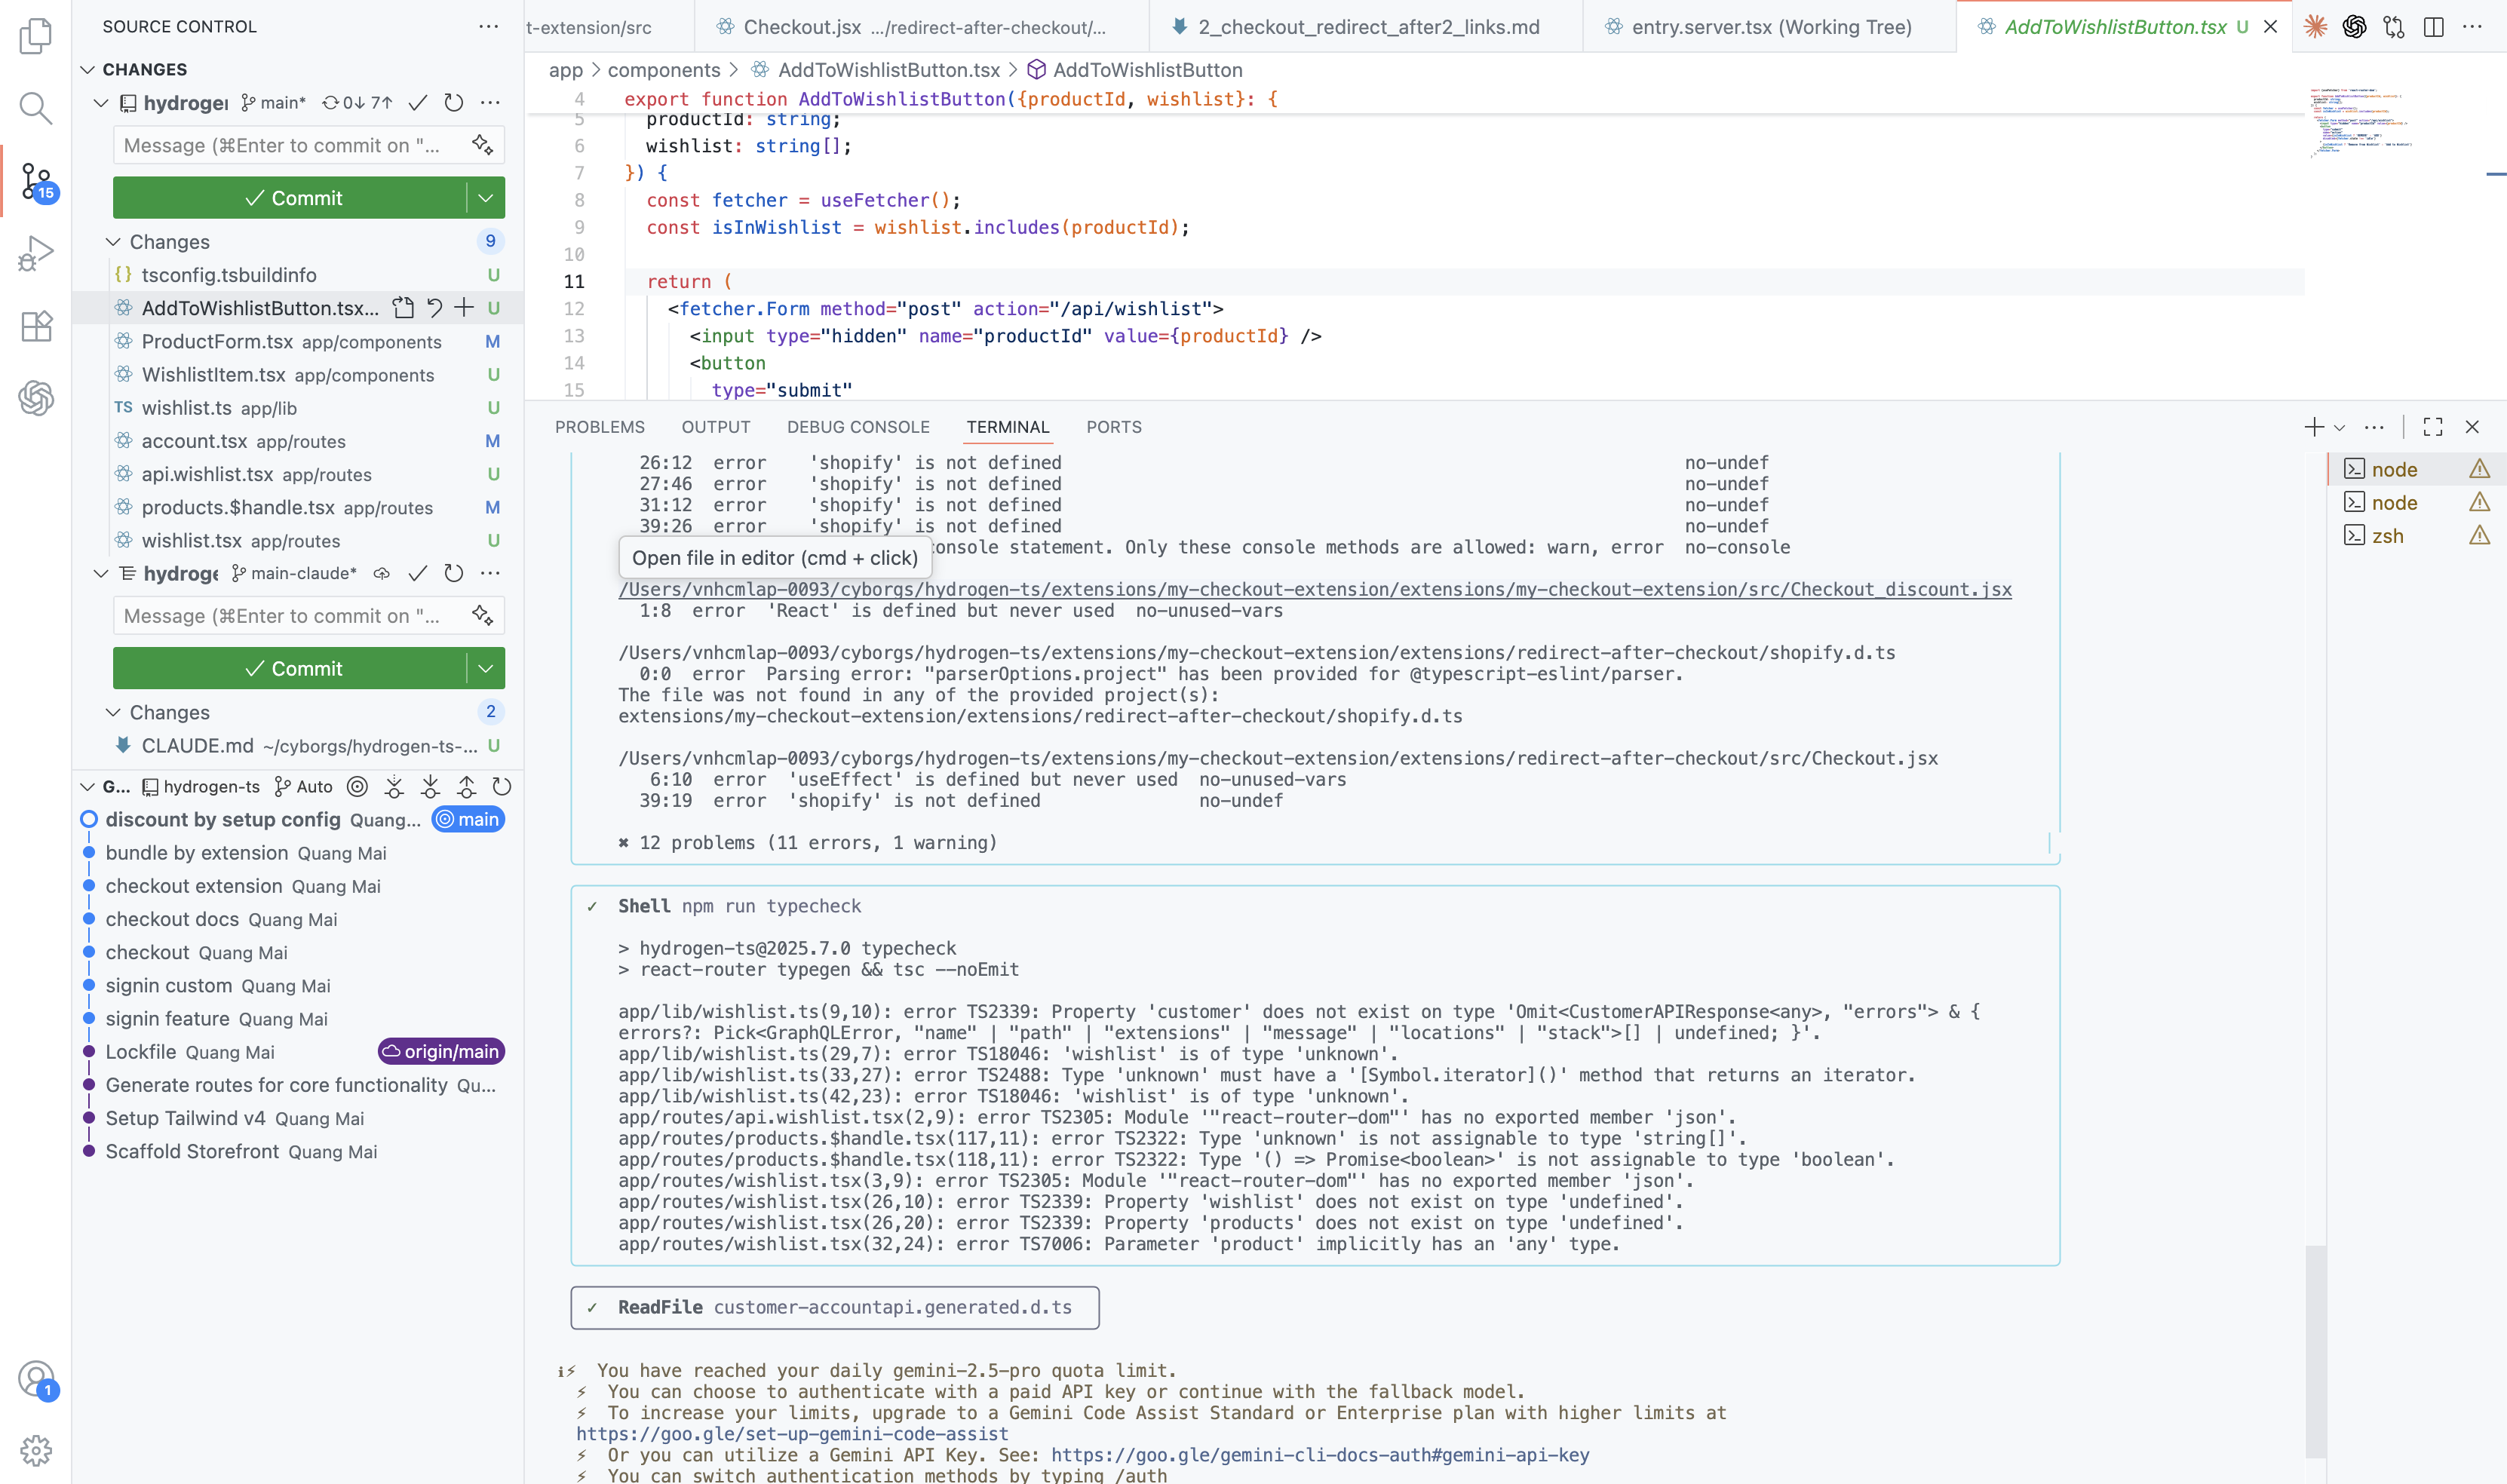 SOURCE CONTROL
CHANGES
hydroger main* 0↓ 7↑
Message (⌘Enter to commit on "...
Commit
Changes 9
tsconfig.tsbuildinfo U
AddToWishlistButton.tsx... U
ProductForm.tsx app/components M
WishlistItem.tsx app/components U
TS wishlist.ts app/lib U
account.tsx app/routes M
api.wishlist.tsx app/routes U
products.$handle.tsx app/routes M
wishlist.tsx app/routes U
hydroge main-claude*
Message (⌘Enter to commit on "...
Commit
Changes 2
CLAUDE.md ~/cyborgs/hydrogen-ts-... U
G... hydrogen-ts Auto
discount by setup config Quang... main
bundle by extension Quang Mai
checkout extension Quang Mai
checkout docs Quang Mai
checkout Quang Mai
signin custom Quang Mai
signin feature Quang Mai
Lockfile Quang Mai origin/main
Generate routes for core functionality Qu...
Setup Tailwind v4 Quang Mai
Scaffold Storefront Quang Mai
15
1
t-extension/src
Checkout.jsx .../redirect-after-checkout/...
2_checkout_redirect_after2_links.md
entry.server.tsx (Working Tree)
AddToWishlistButton.tsx U
app > components > AddToWishlistButton.tsx > AddToWishlistButton
4 export function AddToWishlistButton({productId, wishlist}: {
5 productId: string;
6 wishlist: string[];
7 }) {
8 const fetcher = useFetcher();
9 const isInWishlist = wishlist.includes(productId);
10
11 return (
12 <fetcher.Form method="post" action="/api/wishlist">
13 <input type="hidden" name="productId" value={productId} />
14 <button
15 type="submit"
PROBLEMS OUTPUT DEBUG CONSOLE TERMINAL PORTS
26:12 error 'shopify' is not defined no-undef
27:46 error 'shopify' is not defined no-undef
31:12 error 'shopify' is not defined no-undef
39:26 error 'shopify' is not defined no-undef
console statement. Only these console methods are allowed: warn, error no-console
Open file in editor (cmd + click)
/Users/vnhcmlap-0093/cyborgs/hydrogen-ts/extensions/my-checkout-extension/extensions/my-checkout-extension/src/Checkout_discount.jsx
1:8 error 'React' is defined but never used no-unused-vars
/Users/vnhcmlap-0093/cyborgs/hydrogen-ts/extensions/my-checkout-extension/extensions/redirect-after-checkout/shopify.d.ts
0:0 error Parsing error: "parserOptions.project" has been provided for @typescript-eslint/parser.
The file was not found in any of the provided project(s):
extensions/my-checkout-extension/extensions/redirect-after-checkout/shopify.d.ts
/Users/vnhcmlap-0093/cyborgs/hydrogen-ts/extensions/my-checkout-extension/extensions/redirect-after-checkout/src/Checkout.jsx
6:10 error 'useEffect' is defined but never used no-unused-vars
39:19 error 'shopify' is not defined no-undef
✖ 12 problems (11 errors, 1 warning)
✓ Shell npm run typecheck
> hydrogen-ts@2025.7.0 typecheck
> react-router typegen && tsc --noEmit
app/lib/wishlist.ts(9,10): error TS2339: Property 'customer' does not exist on type 'Omit<CustomerAPIResponse<any>, "errors"> & {
errors?: Pick<GraphQLError, "name" | "path" | "extensions" | "message" | "locations" | "stack">[] | undefined; }'.
app/lib/wishlist.ts(29,7): error TS18046: 'wishlist' is of type 'unknown'.
app/lib/wishlist.ts(33,27): error TS2488: Type 'unknown' must have a '[Symbol.iterator]()' method that returns an iterator.
app/lib/wishlist.ts(42,23): error TS18046: 'wishlist' is of type 'unknown'.
app/routes/api.wishlist.tsx(2,9): error TS2305: Module '"react-router-dom"' has no exported member 'json'.
app/routes/products.$handle.tsx(117,11): error TS2322: Type 'unknown' is not assignable to type 'string[]'.
app/routes/products.$handle.tsx(118,11): error TS2322: Type '() => Promise<boolean>' is not assignable to type 'boolean'.
app/routes/wishlist.tsx(3,9): error TS2305: Module '"react-router-dom"' has no exported member 'json'.
app/routes/wishlist.tsx(26,10): error TS2339: Property 'wishlist' does not exist on type 'undefined'.
app/routes/wishlist.tsx(26,20): error TS2339: Property 'products' does not exist on type 'undefined'.
app/routes/wishlist.tsx(32,24): error TS7006: Parameter 'product' implicitly has an 'any' type.
✓ ReadFile customer-accountapi.generated.d.ts
ℹ⚡ You have reached your daily gemini-2.5-pro quota limit.
⚡ You can choose to authenticate with a paid API key or continue with the fallback model.
⚡ To increase your limits, upgrade to a Gemini Code Assist Standard or Enterprise plan with higher limits at
https://goo.gle/set-up-gemini-code-assist
⚡ Or you can utilize a Gemini API Key. See: https://goo.gle/gemini-cli-docs-auth#gemini-api-key
⚡ You can switch authentication methods by typing /auth
node
node
zsh